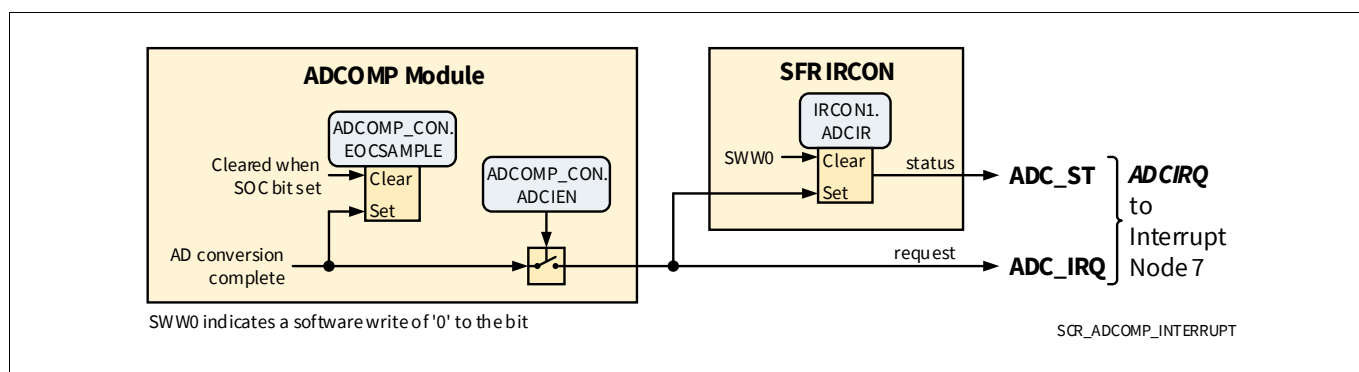 ADCOMP Module
ADCOMP_CON.
EOCSAMPLE
Cleared when
SOC bit set
Clear
Set
ADCOMP_CON.
ADCIEN
AD conversion
complete
SFR IRCON
IRCON1.
ADCIR
SWW0
Clear
Set
status
request
ADC_ST
ADC_IRQ
ADCIRQ
to
Interrupt
Node 7
SWW0 indicates a software write of '0' to the bit
SCR_ADCOMP_INTERRUPT